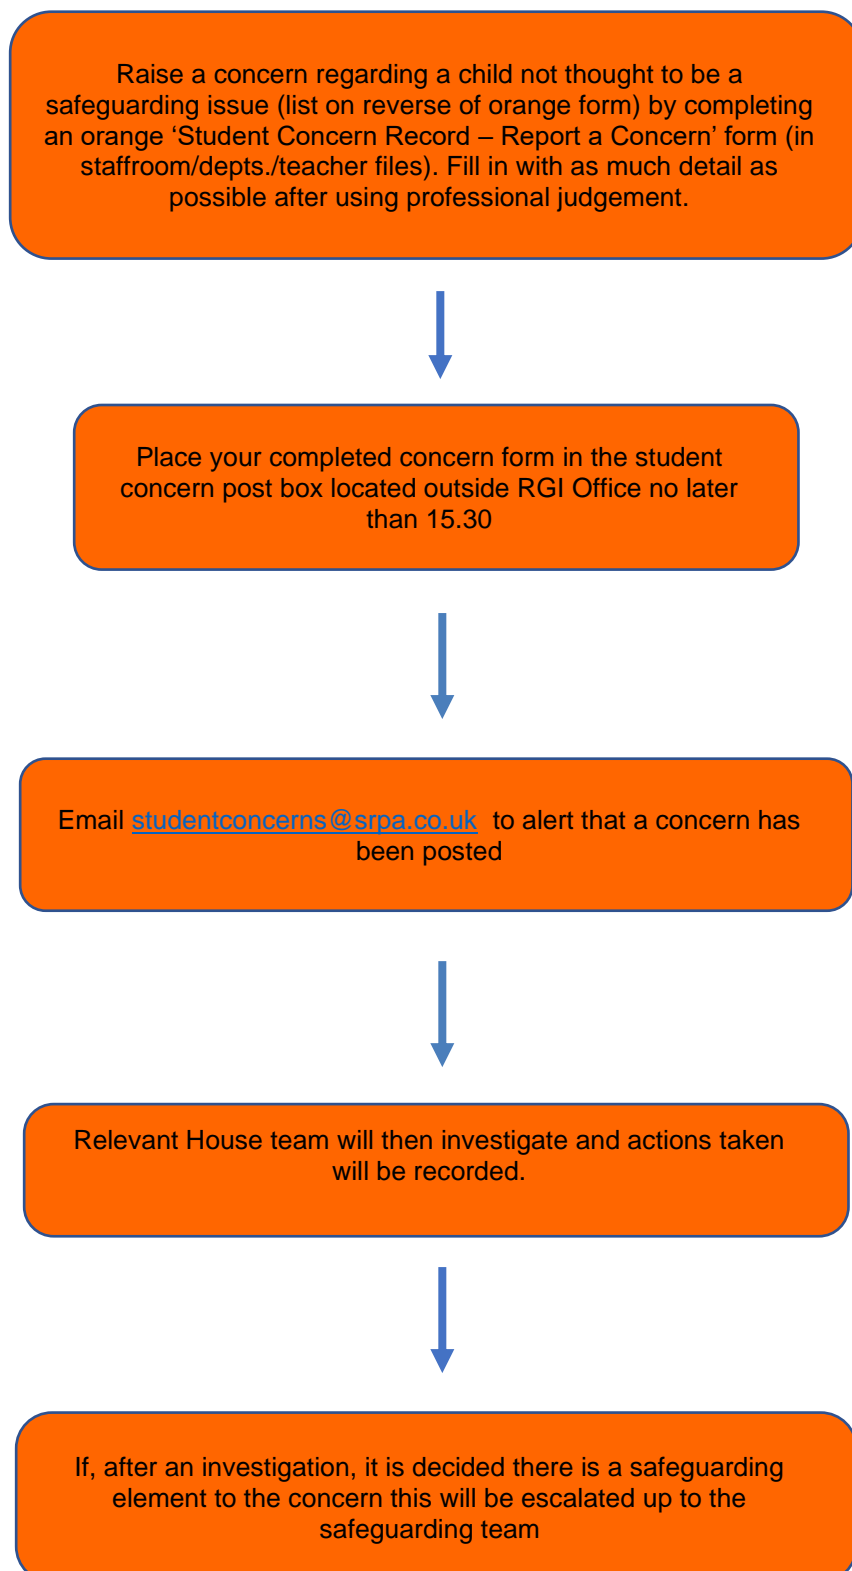 Raise a concern regarding a child not thought to be a
safeguarding issue (list on reverse of orange form) by completing
an orange ‘Student Concern Record – Report a Concern’ form (in
staffroom/depts./teacher files). Fill in with as much detail as
possible after using professional judgement.
Place your completed concern form in the student
concern post box located outside RGI Office no later
than 15.30
Email studentconcerns@srpa.co.uk to alert that a concern has
been posted
Relevant House team will then investigate and actions taken
will be recorded.
If, after an investigation, it is decided there is a safeguarding
element to the concern this will be escalated up to the
safeguarding team